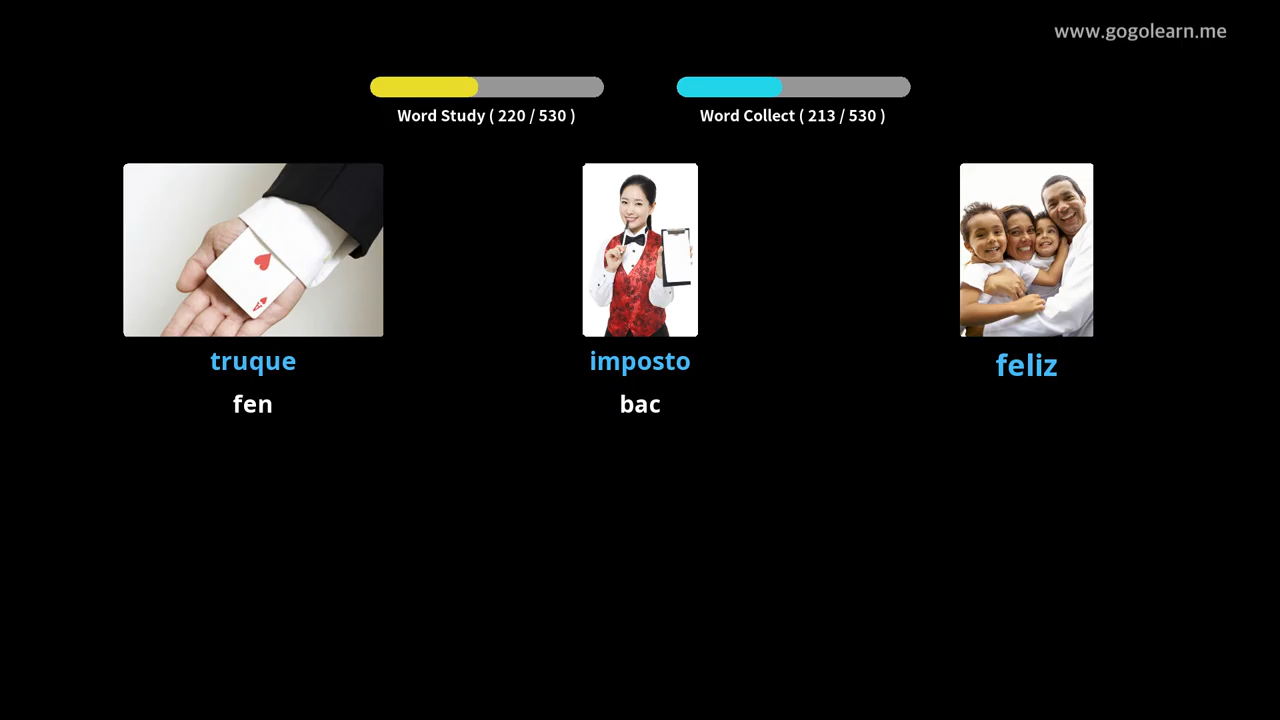 www.gogolearn.me
Word Study ( 220 / 530 )
Word Collect ( 213 / 530 )
truque
imposto
feliz
fen
bac